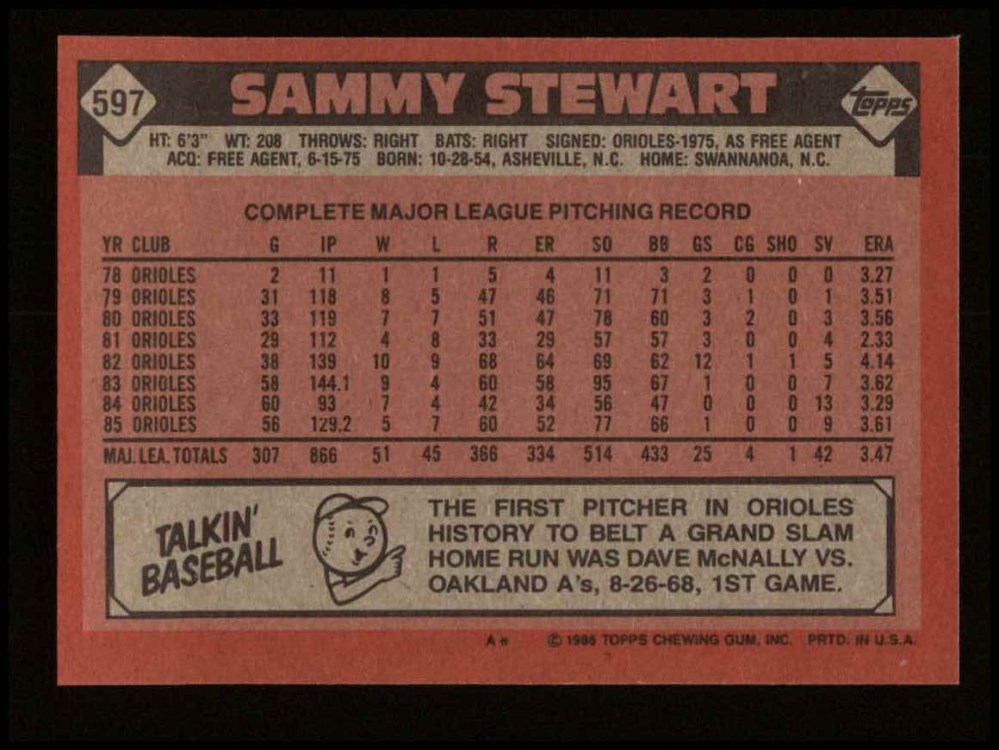 597
SAMMY STEWART
Topps
HT: 6'3" WT: 208 THROWS: RIGHT BATS: RIGHT SIGNED: ORIOLES-1975, AS FREE AGENT
ACQ: FREE AGENT, 6-15-75 BORN: 10-28-54, ASHEVILLE, N.C. HOME: SWANNANOA, N.C.
COMPLETE MAJOR LEAGUE PITCHING RECORD
YR CLUB G IP W L R ER SO BB GS CG SHO SV ERA
78 ORIOLES 2 11 1 1 5 4 11 3 2 0 0 0 3.27
79 ORIOLES 31 118 8 5 47 46 71 71 3 1 0 1 3.51
80 ORIOLES 33 119 7 7 51 47 78 60 3 2 0 3 3.56
81 ORIOLES 29 112 4 8 33 29 57 57 3 0 0 4 2.33
82 ORIOLES 38 139 10 9 68 64 69 62 12 1 1 5 4.14
83 ORIOLES 58 144.1 9 4 60 58 95 67 1 0 0 7 3.62
84 ORIOLES 60 93 7 4 42 34 56 47 0 0 0 13 3.29
85 ORIOLES 56 129.2 5 7 60 52 77 66 1 0 0 9 3.61
MAJ. LEA. TOTALS 307 866 51 45 366 334 514 433 25 4 1 42 3.47
TALKIN' BASEBALL
THE FIRST PITCHER IN ORIOLES
HISTORY TO BELT A GRAND SLAM
HOME RUN WAS DAVE McNALLY VS.
OAKLAND A's, 8-26-68, 1ST GAME.
A* © 1986 TOPPS CHEWING GUM, INC. PRTD. IN U.S.A.